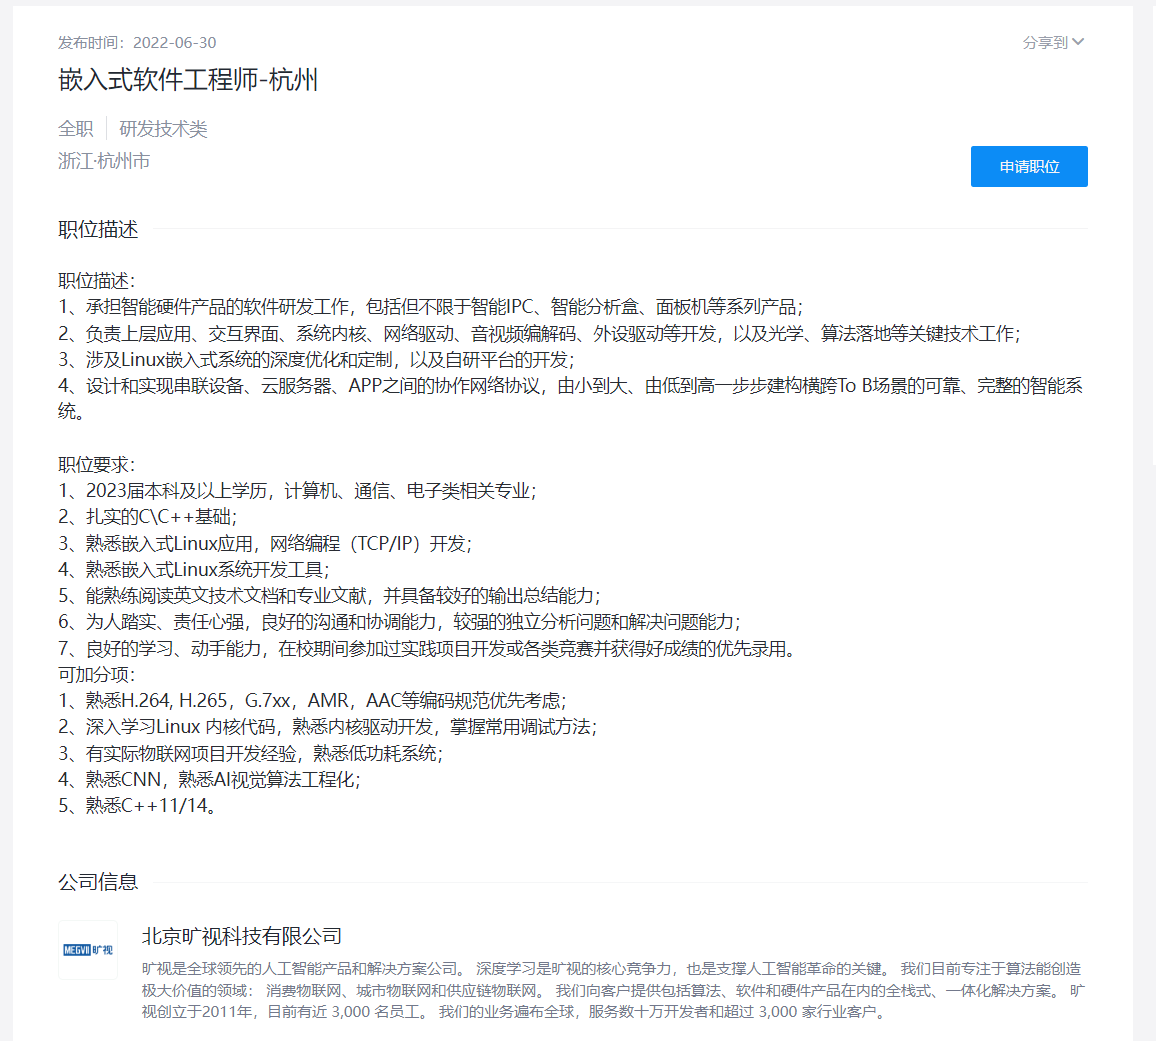 发布时间：2022-06-30
分享到
嵌入式软件工程师-杭州
全职
研发技术类
浙江·杭州市
申请职位
职位描述
职位描述：
1、承担智能硬件产品的软件研发工作，包括但不限于智能IPC、智能分析盒、面板机等系列产品；
2、负责上层应用、交互界面、系统内核、网络驱动、音视频编解码、外设驱动等开发，以及光学、算法落地等关键技术工作；
3、涉及Linux嵌入式系统的深度优化和定制，以及自研平台的开发；
4、设计和实现串联设备、云服务器、APP之间的协作网络协议，由小到大、由低到高一步步建构横跨To B场景的可靠、完整的智能系
统。
职位要求：
1、2023届本科及以上学历，计算机、通信、电子类相关专业；
2、扎实的C\C++基础；
3、熟悉嵌入式Linux应用，网络编程（TCP/IP）开发；
4、熟悉嵌入式Linux系统开发工具；
5、能熟练阅读英文技术文档和专业文献，并具备较好的输出总结能力；
6、为人踏实、责任心强，良好的沟通和协调能力，较强的独立分析问题和解决问题能力；
7、良好的学习、动手能力，在校期间参加过实践项目开发或各类竞赛并获得好成绩的优先录用。
可加分项：
1、熟悉H.264, H.265，G.7xx，AMR，AAC等编码规范优先考虑；
2、深入学习Linux 内核代码，熟悉内核驱动开发，掌握常用调试方法；
3、有实际物联网项目开发经验，熟悉低功耗系统；
4、熟悉CNN，熟悉AI视觉算法工程化；
5、熟悉C++11/14。
公司信息
MEGVII 旷视
北京旷视科技有限公司
旷视是全球领先的人工智能产品和解决方案公司。 深度学习是旷视的核心竞争力，也是支撑人工智能革命的关键。 我们目前专注于算法能创造
极大价值的领域： 消费物联网、城市物联网和供应链物联网。 我们向客户提供包括算法、软件和硬件产品在内的全栈式、一体化解决方案。 旷
视创立于2011年，目前有近 3,000 名员工。 我们的业务遍布全球，服务数十万开发者和超过 3,000 家行业客户。